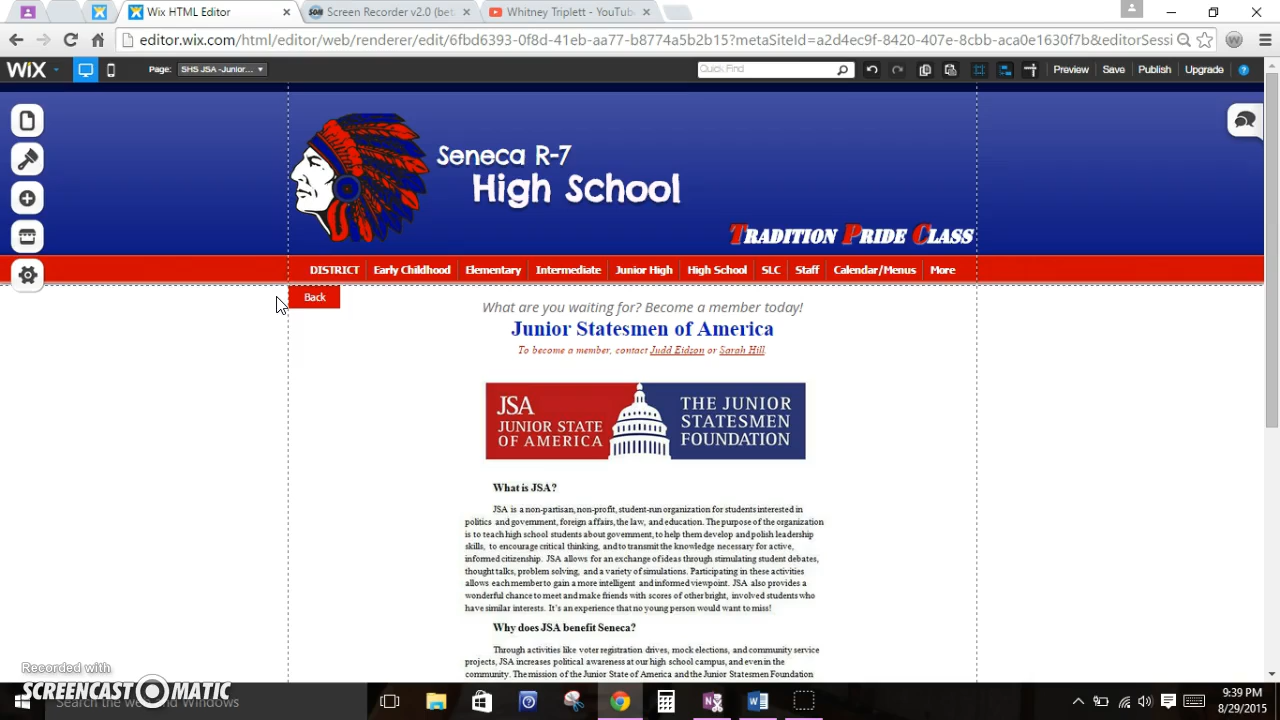 Wix HTML Editor
Screen Recorder v2.0 (bet
Whitney Triplett - YouTub
editor.wix.com/html/editor/web/renderer/edit/6fbd6393-0f8d-41eb-aa77-b8774a5b2b15?metaSiteId=a2d4ec9f-8420-407e-8cbb-aca0e1630f7b&editorSessi
WiX Page: SHS JSA -Junior... Quick Find Preview Save Publish Upgrade
Seneca R-7
High School
TRADITION PRIDE CLASS
DISTRICT Early Childhood Elementary Intermediate Junior High High School SLC Staff Calendar/Menus More
Back
What are you waiting for? Become a member today!
Junior Statesmen of America
To become a member, contact Judd Eidson or Sarah Hill.
JSA
JUNIOR STATE
OF AMERICA
THE JUNIOR
STATESMEN
FOUNDATION
What is JSA?
JSA is a non-partisan, non-profit, student-run organization for students interested in
politics and government, foreign affairs, the law, and education. The purpose of the organization
is to teach high school students about government, to help them develop and polish leadership
skills, to encourage critical thinking, and to transmit the knowledge necessary for active,
informed citizenship. JSA allows for an exchange of ideas through stimulating student debates,
thought talks, problem solving, and a variety of simulations. Participating in these activities
allows each member to gain a more intelligent and informed viewpoint. JSA also provides a
wonderful chance to meet and make friends with scores of other bright, involved students who
have similar interests. It's an experience that no young person would want to miss!
Why does JSA benefit Seneca?
Through activities like voter registration drives, mock elections, and community service
projects, JSA increases political awareness at our high school campus, and even in the
community. The mission of the Junior State of America and the Junior Statesmen Foundation
Recorded with
SCREENCAST-O-MATIC
Search the web and Windows
9:39 PM
8/29/2015